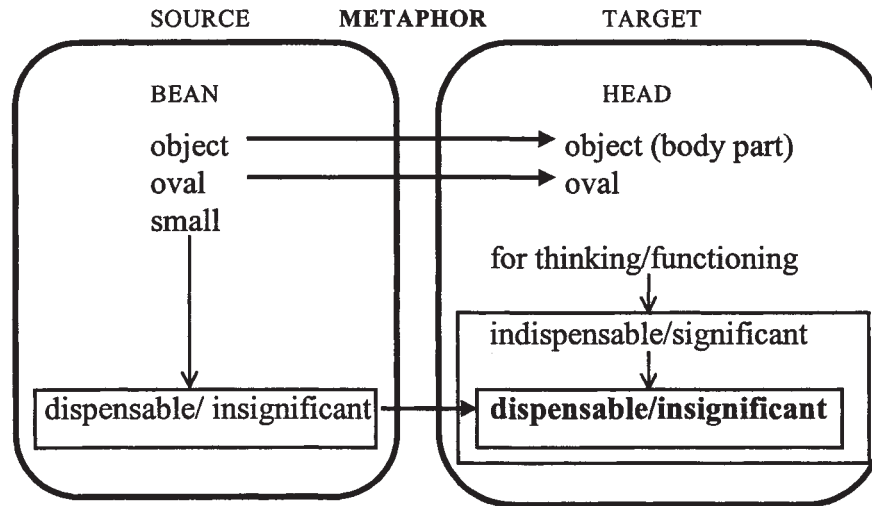 SOURCE METAPHOR TARGET
BEAN HEAD
object object (body part)
oval oval
small
for thinking/functioning
indispensable/significant
dispensable/ insignificant dispensable/insignificant